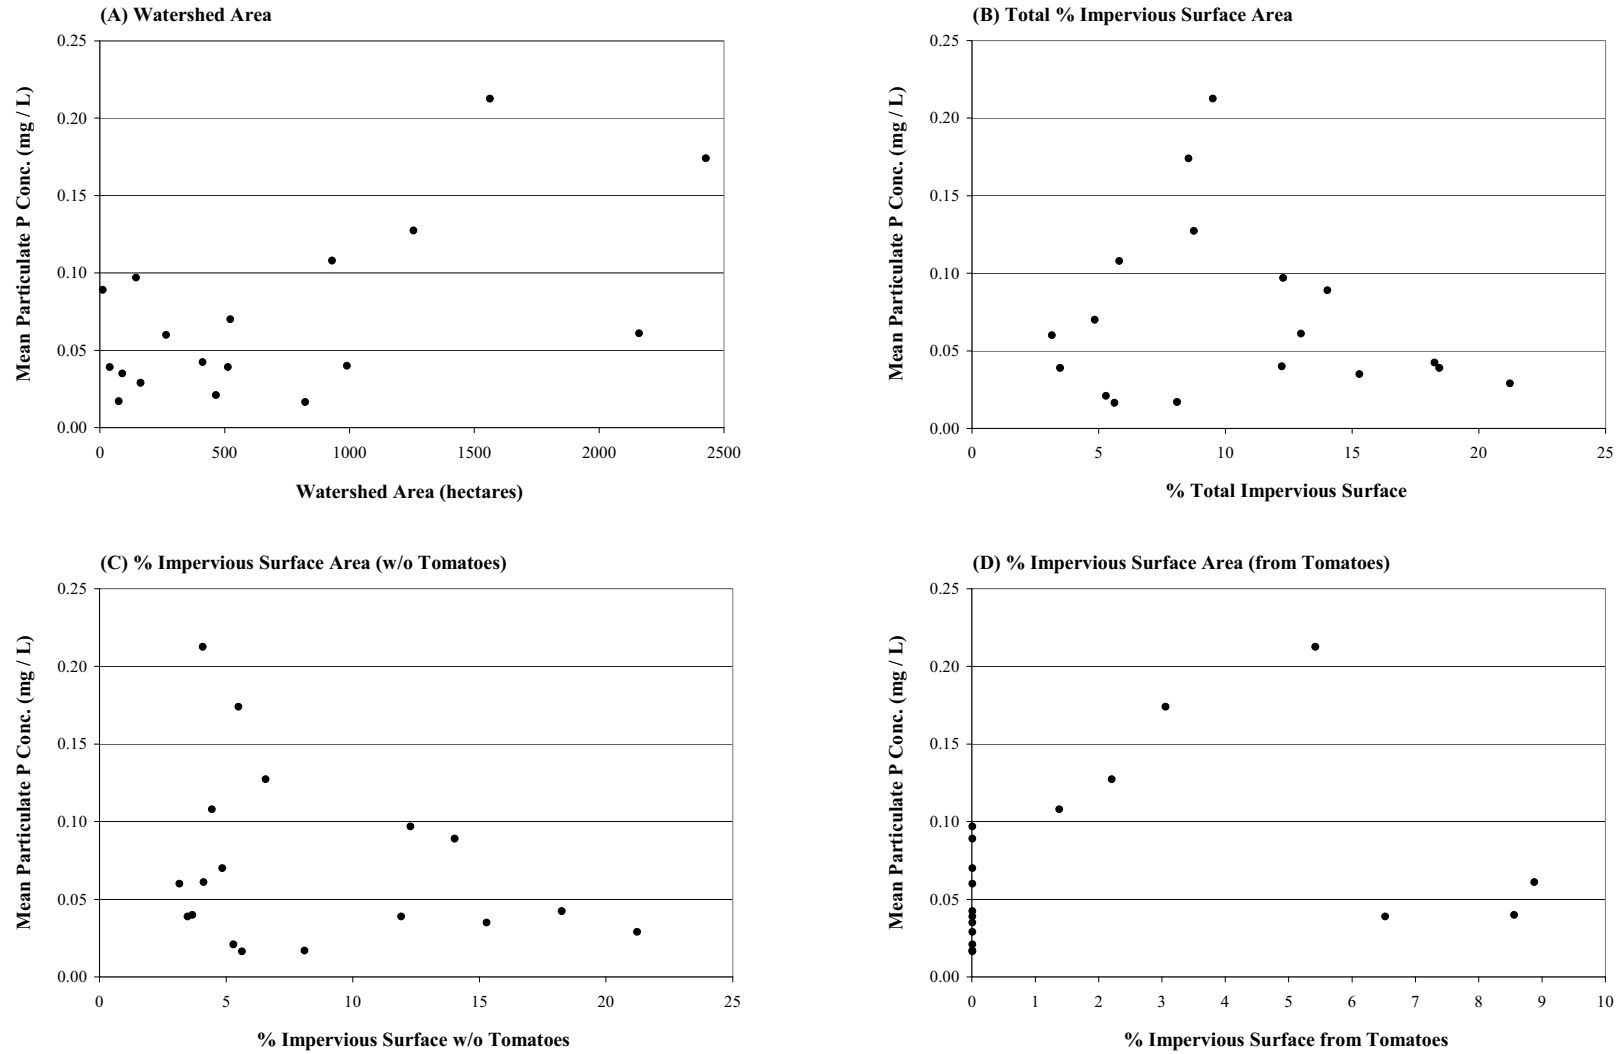 (A) Watershed Area
0.25
0.20
0.15
0.10
0.05
0.00
Mean Particulate P Conc. (mg / L)
0 500 1000 1500 2000 2500
Watershed Area (hectares)
(B) Total % Impervious Surface Area
0.25
0.20
0.15
0.10
0.05
0.00
Mean Particulate P Conc. (mg / L)
0 5 10 15 20 25
% Total Impervious Surface
(C) % Impervious Surface Area (w/o Tomatoes)
0.25
0.20
0.15
0.10
0.05
0.00
Mean Particulate P Conc. (mg / L)
0 5 10 15 20 25
% Impervious Surface w/o Tomatoes
(D) % Impervious Surface Area (from Tomatoes)
0.25
0.20
0.15
0.10
0.05
0.00
Mean Particulate P Conc. (mg / L)
0 1 2 3 4 5 6 7 8 9 10
% Impervious Surface from Tomatoes